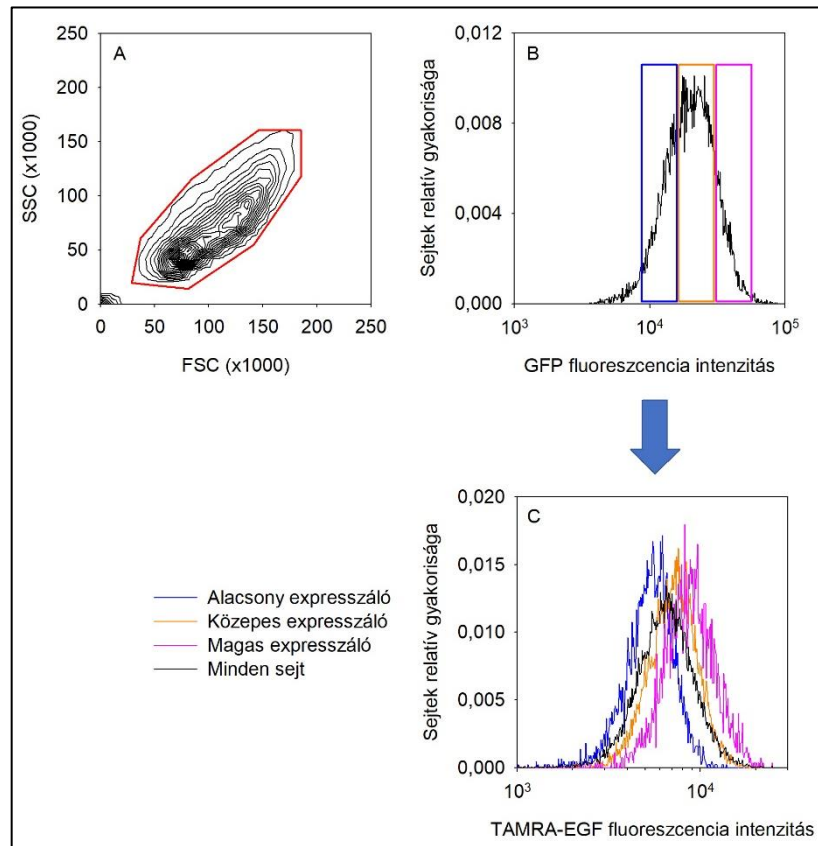 A
250
200
150
100
50
0
SSC (x1000)
0 50 100 150 200 250
FSC (x1000)
B
0,012
0,008
0,004
0,000
Sejtek relatív gyakorisága
10³ 10⁴ 10⁵
GFP fluoreszcencia intenzitás
C
0,020
0,015
0,010
0,005
0,000
Sejtek relatív gyakorisága
10³ 10⁴
TAMRA-EGF fluoreszcencia intenzitás
Alacsony expresszáló
Közepes expresszáló
Magas expresszáló
Minden sejt